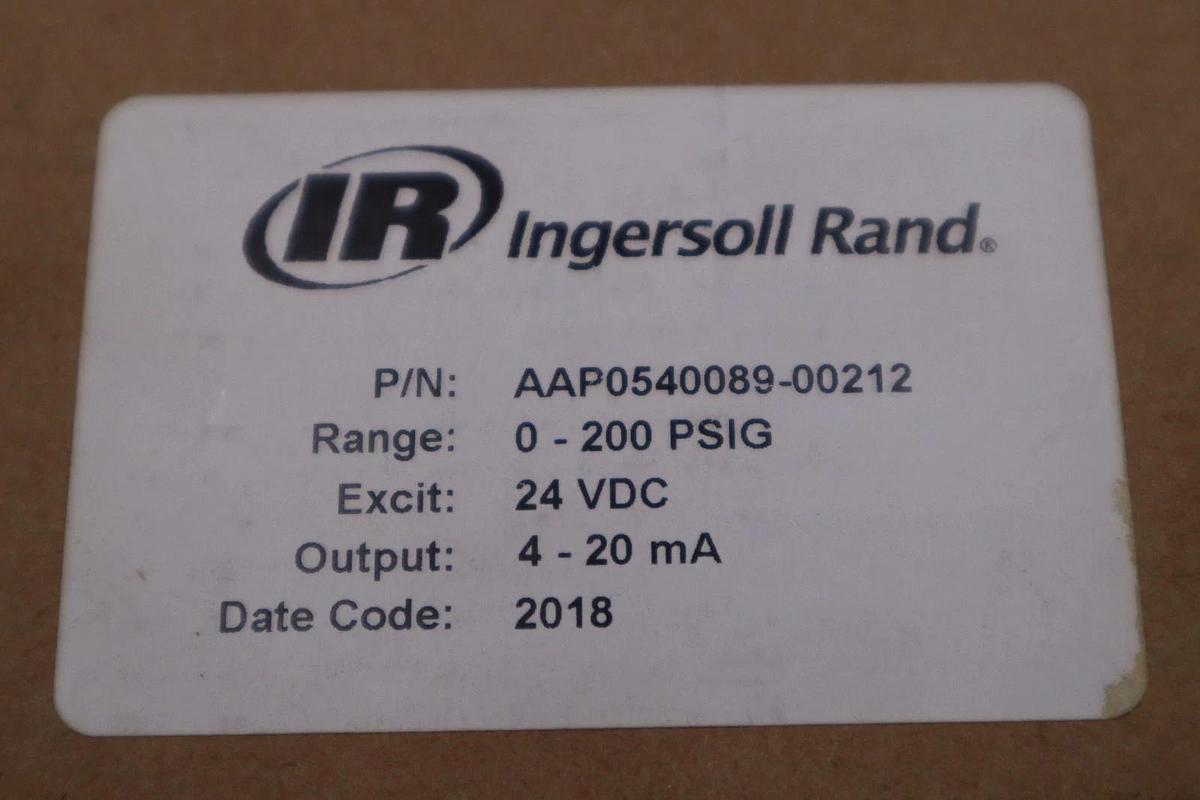 IR Ingersoll Rand®
P/N: AAP0540089-00212
Range: 0 - 200 PSIG
Excit: 24 VDC
Output: 4 - 20 mA
Date Code: 2018